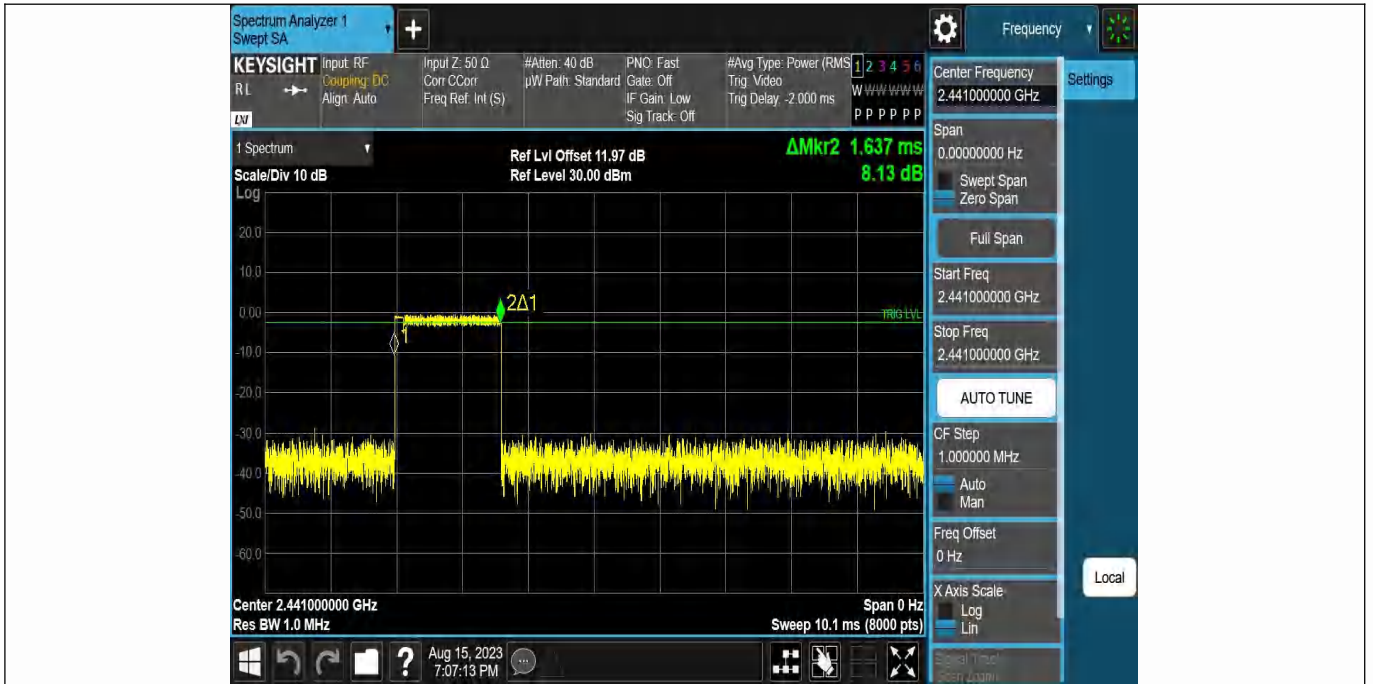 Spectrum Analyzer 1
Swept SA
Frequency
KEYSIGHT
Input: RF
Coupling: DC
Align: Auto
Input Z: 50 Ω
Corr CCorr
Freq Ref: Int (S)
#Atten: 40 dB
µW Path: Standard
PNO: Fast
Gate: Off
IF Gain: Low
Sig Track: Off
#Avg Type: Power (RMS
Trig: Video
Trig Delay: -2.000 ms
1 2 3 4 5 6
W W W W W W
P P P P P P
R L
LXI
Center Frequency
2.441000000 GHz
Settings
1 Spectrum
Scale/Div 10 dB
Log
Ref Lvl Offset 11.97 dB
Ref Level 30.00 dBm
ΔMkr2 1.637 ms
8.13 dB
Span
0.00000000 Hz
Swept Span
Zero Span
Full Span
20.0
10.0
0.00
-10.0
-20.0
-30.0
-40.0
-50.0
-60.0
2Δ1
1
TRIG LVL
Start Freq
2.441000000 GHz
Stop Freq
2.441000000 GHz
AUTO TUNE
CF Step
1.000000 MHz
Auto
Man
Freq Offset
0 Hz
X Axis Scale
Log
Lin
Local
Center 2.441000000 GHz
Res BW 1.0 MHz
Span 0 Hz
Sweep 10.1 ms (8000 pts)
Aug 15, 2023
7:07:13 PM
Signal Track